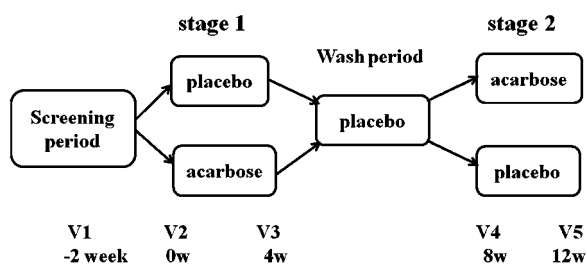 stage 1
stage 2
Wash period
placebo
acarbose
Screening
period
placebo
acarbose
placebo
V1 V2 V3 V4 V5
-2 week 0w 4w 8w 12w